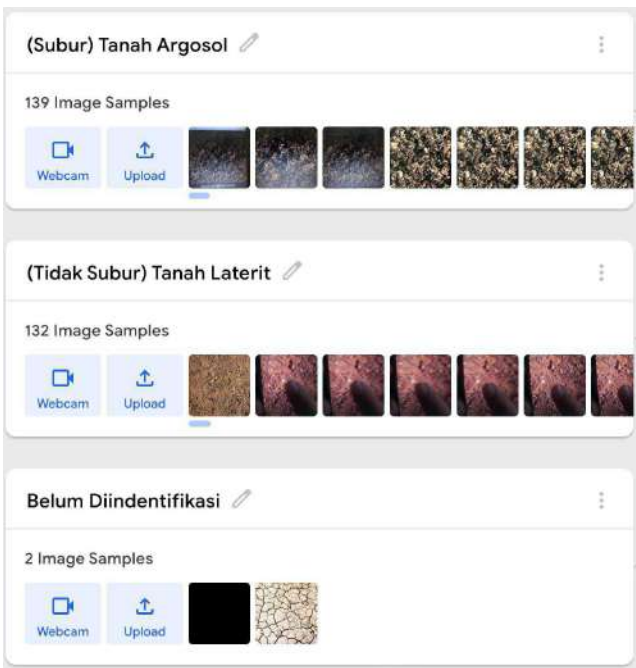 (Subur) Tanah Argosol
139 Image Samples
Webcam Upload
(Tidak Subur) Tanah Laterit
132 Image Samples
Webcam Upload
Belum Diindentifikasi
2 Image Samples
Webcam Upload